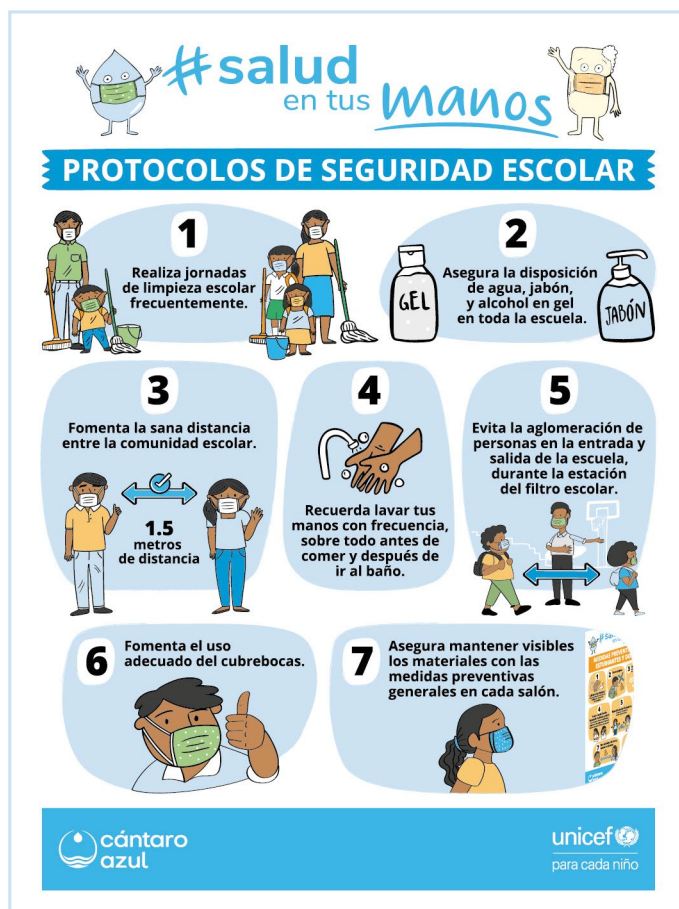 #salud
en tus manos
PROTOCOLOS DE SEGURIDAD ESCOLAR
1
Realiza jornadas
de limpieza escolar
frecuentemente.
2
Asegura la disposición
de agua, jabón,
y alcohol en gel
en toda la escuela.
GEL
JABÓN
3
Fomenta la sana distancia
entre la comunidad escolar.
1.5
metros
de distancia
4
Recuerda lavar tus
manos con frecuencia,
sobre todo antes de
comer y después de
ir al baño.
5
Evita la aglomeración de
personas en la entrada y
salida de la escuela,
durante la estación
del filtro escolar.
6
Fomenta el uso
adecuado del cubrebocas.
7
Asegura mantener visibles
los materiales con las
medidas preventivas
generales en cada salón.
cántaro
azul
unicef
para cada niño